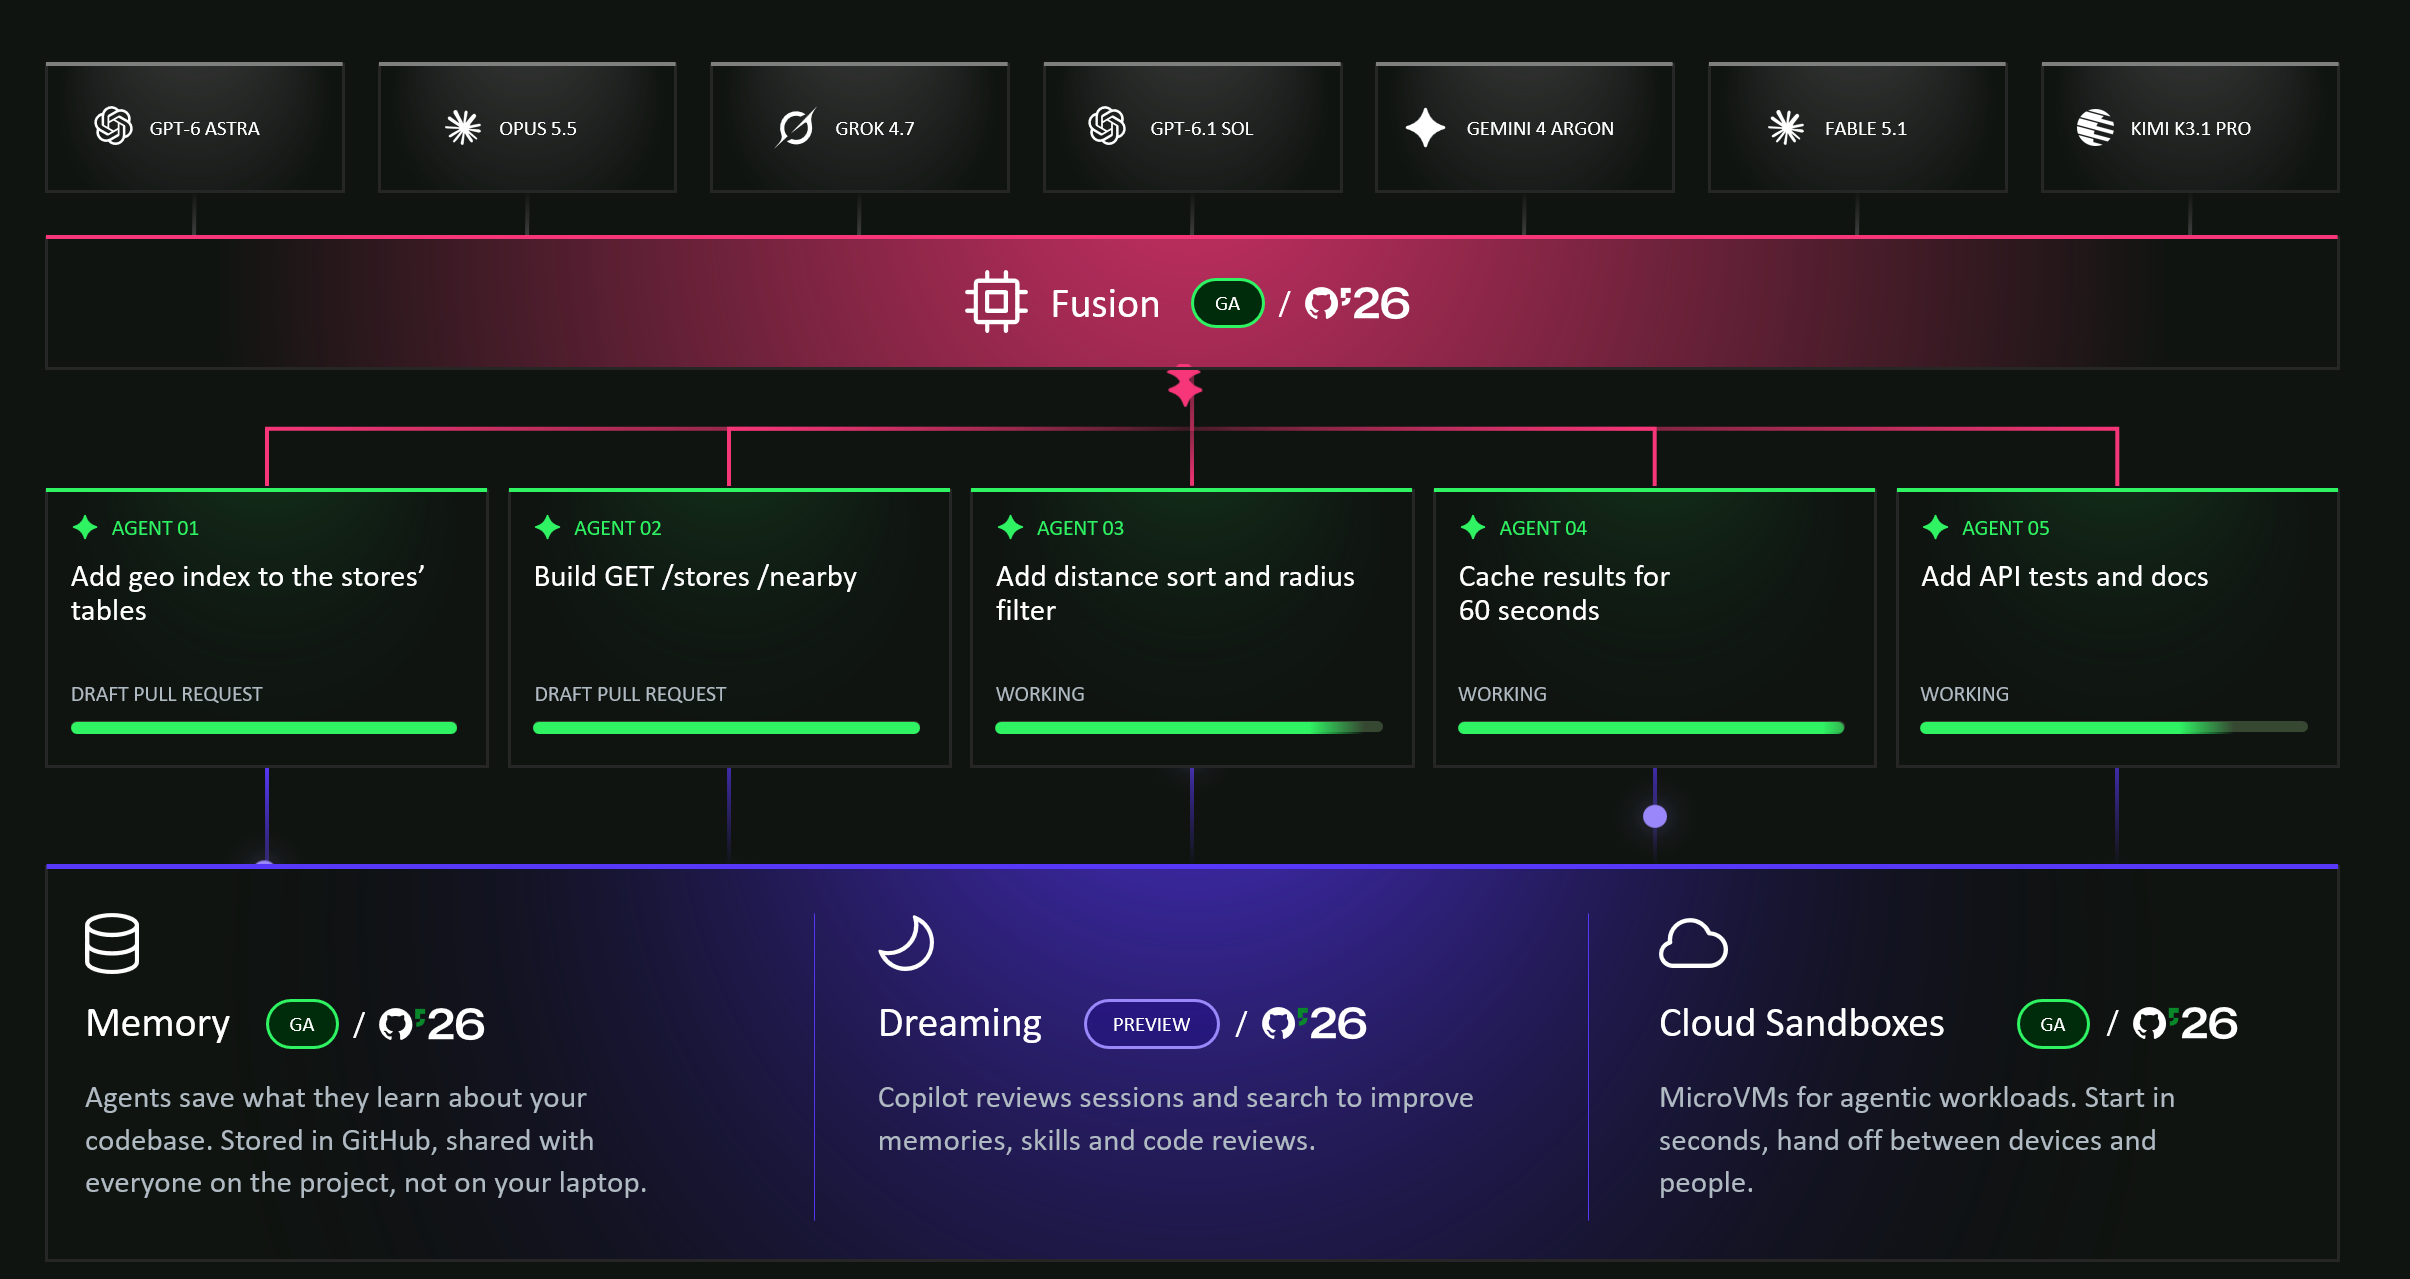 GPT-6 ASTRA
OPUS 5.5
GROK 4.7
GPT-6.1 SOL
GEMINI 4 ARGON
FABLE 5.1
KIMI K3.1 PRO
Fusion GA / '26
AGENT 01
Add geo index to the stores’
tables
DRAFT PULL REQUEST
AGENT 02
Build GET /stores /nearby
DRAFT PULL REQUEST
AGENT 03
Add distance sort and radius
filter
WORKING
AGENT 04
Cache results for
60 seconds
WORKING
AGENT 05
Add API tests and docs
WORKING
Memory GA / '26
Agents save what they learn about your
codebase. Stored in GitHub, shared with
everyone on the project, not on your laptop.
Dreaming PREVIEW / '26
Copilot reviews sessions and search to improve
memories, skills and code reviews.
Cloud Sandboxes GA / '26
MicroVMs for agentic workloads. Start in
seconds, hand off between devices and
people.